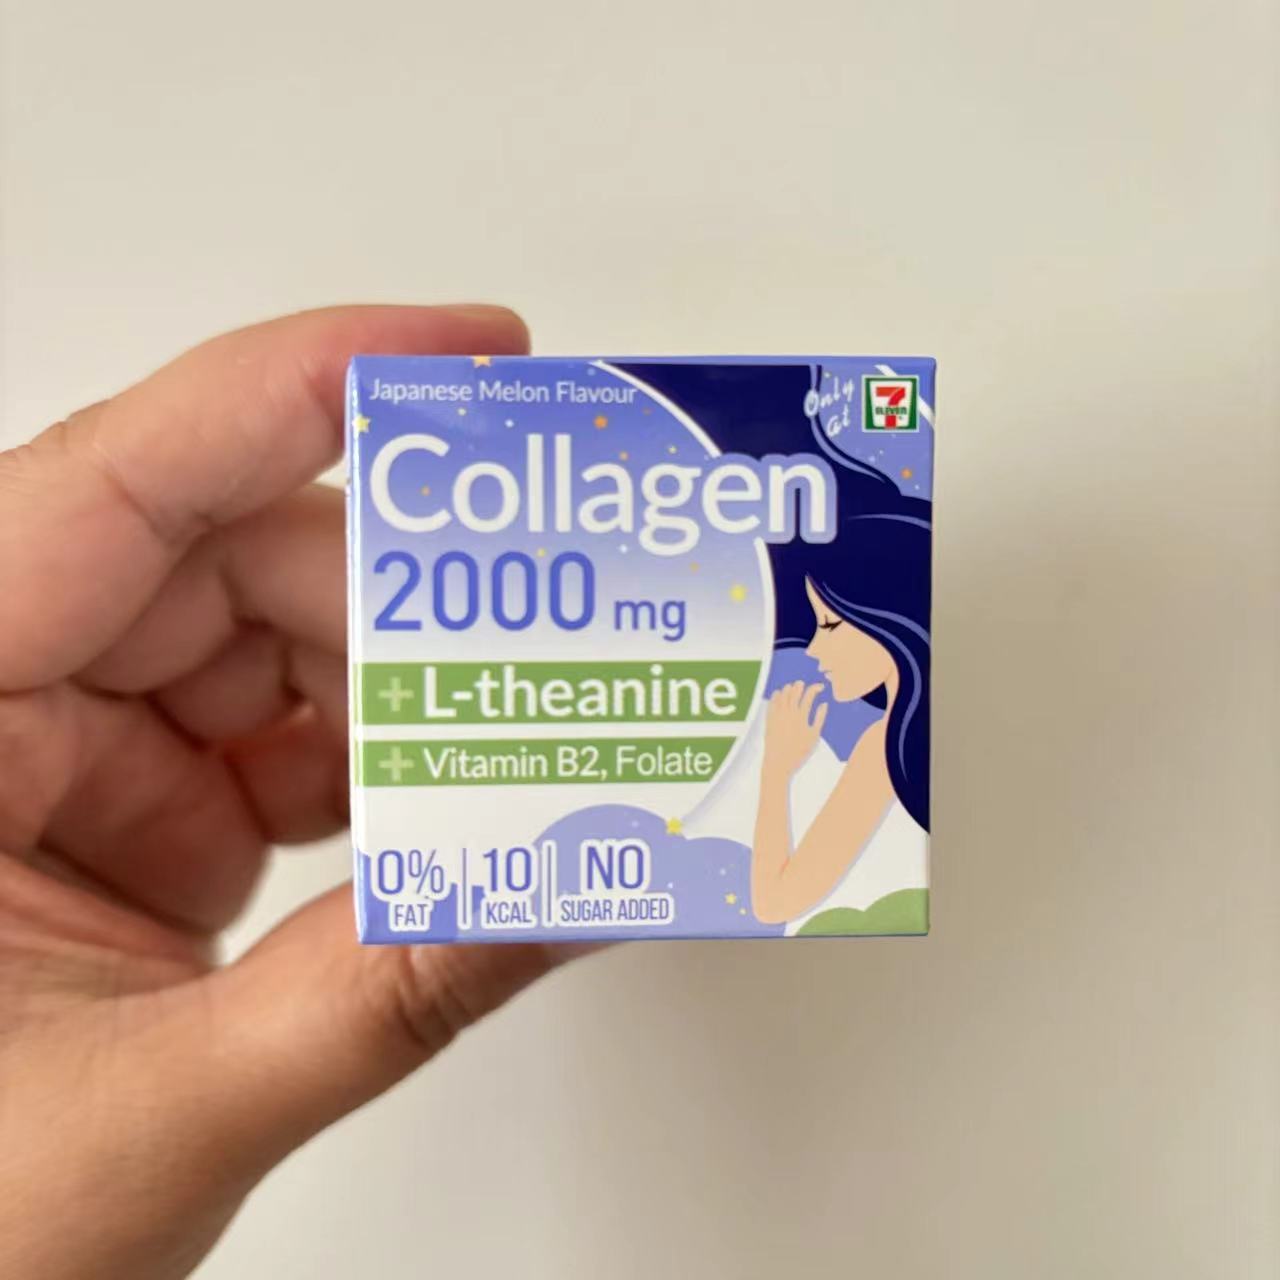 Japanese Melon Flavour
Only
at
7
ELEVEN
Collagen
2000 mg
+ L-theanine
+ Vitamin B2, Folate
0% FAT | 10 KCAL | NO SUGAR ADDED